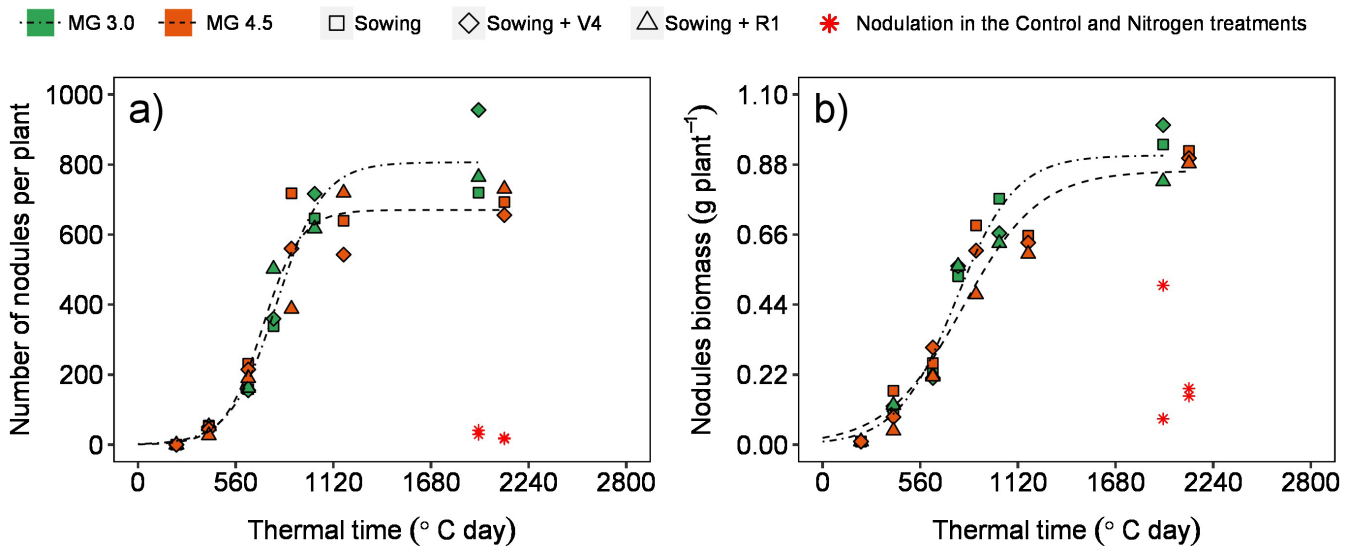 MG 3.0 MG 4.5 Sowing Sowing + V4 Sowing + R1 Nodulation in the Control and Nitrogen treatments
a)
Number of nodules per plant
1000
800
600
400
200
0
0 560 1120 1680 2240 2800
Thermal time (° C day)
b)
Nodules biomass (g plant⁻¹)
1.10
0.88
0.66
0.44
0.22
0.00
0 560 1120 1680 2240 2800
Thermal time (° C day)